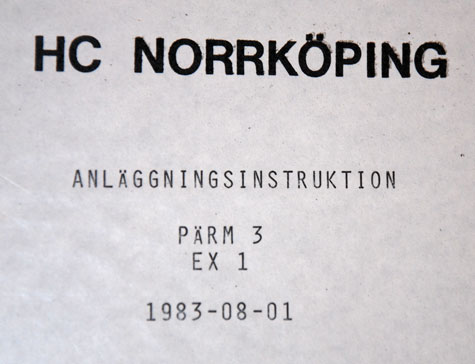 HC NORRKÖPING
ANLÄGGNINGSINSTRUKTION
PÄRM 3
EX 1
1983-08-01